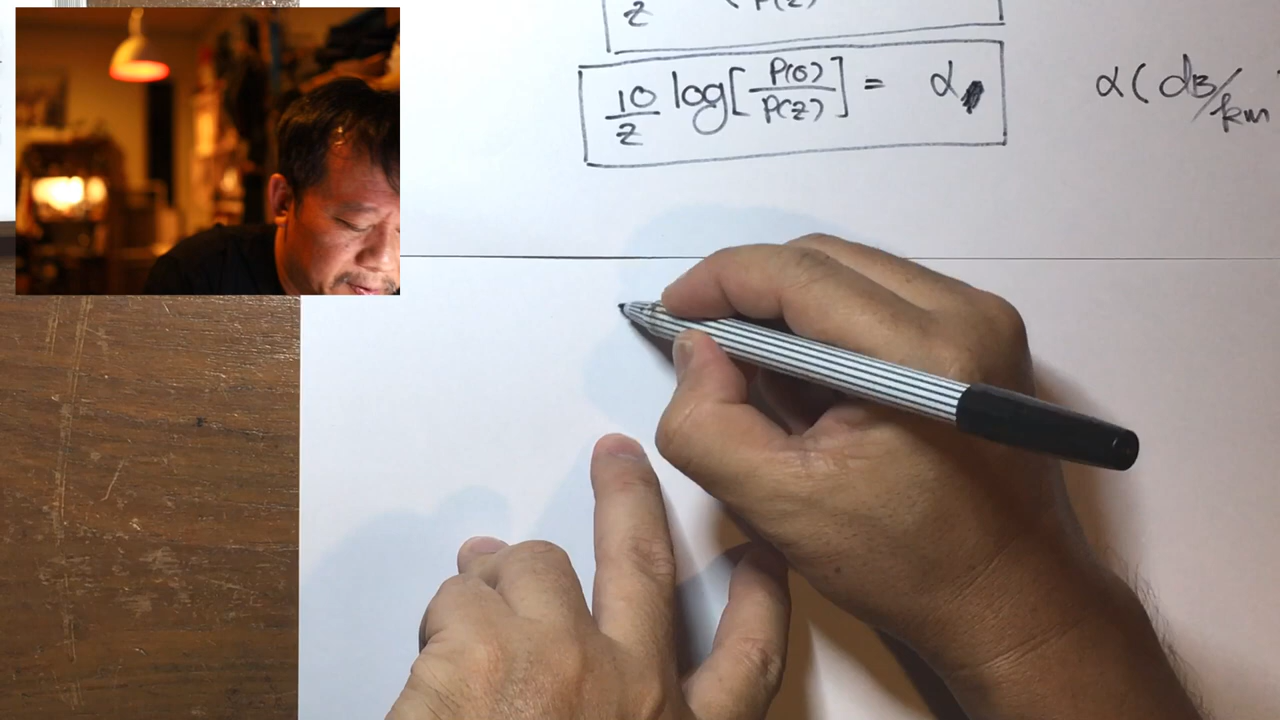 z P(z)
10/z log[P(0)/P(z)] = α α(dB/km